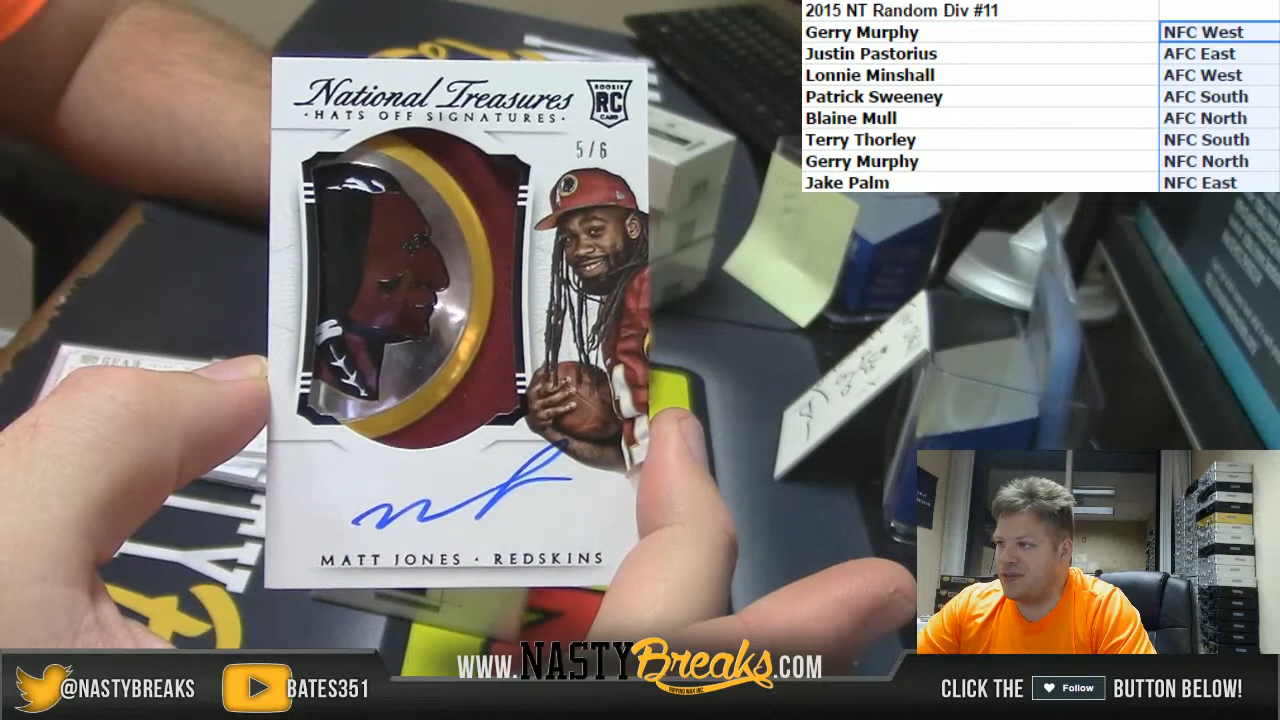 2015 NT Random Div #11
Gerry Murphy NFC West
Justin Pastorius AFC East
Lonnie Minshall AFC West
Patrick Sweeney AFC South
Blaine Mull AFC North
Terry Thorley NFC South
Gerry Murphy NFC North
Jake Palm NFC East
National Treasures
·HATS OFF SIGNATURES·
ROOKIE
RC
CARD
5/6
MATT JONES · REDSKINS
@NASTYBREAKS
BATES351
WWW.NASTYBreaks.COM
CLICK THE Follow BUTTON BELOW!